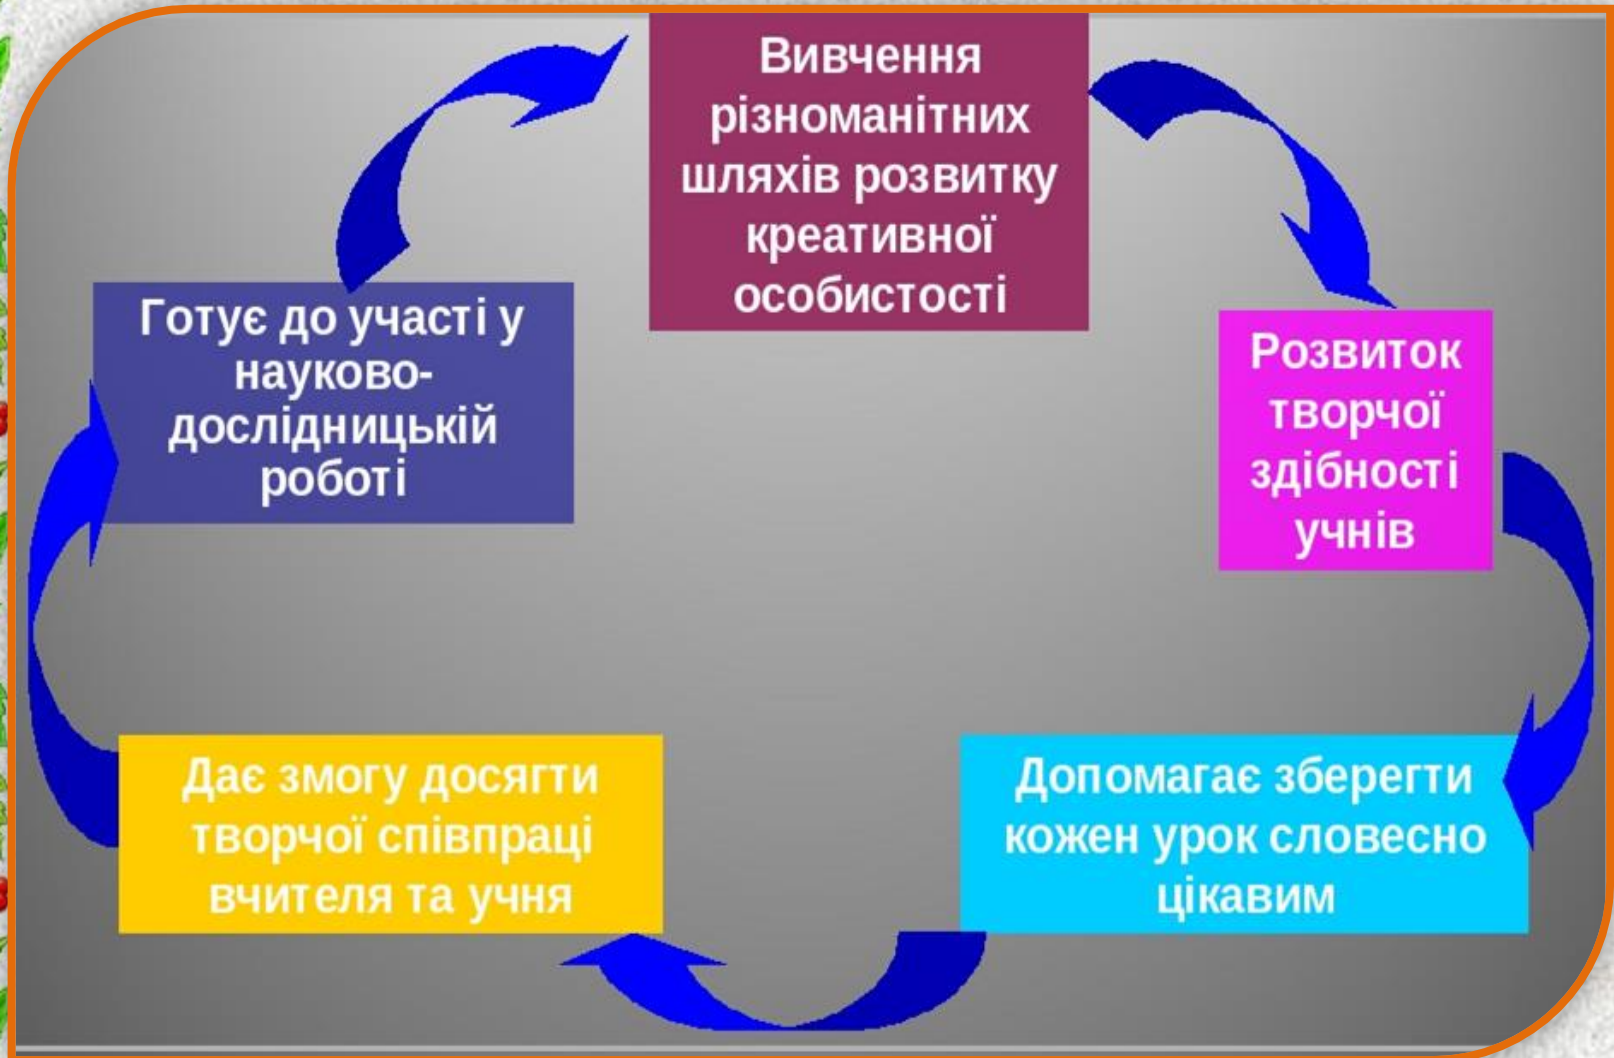 Вивчення
різноманітних
шляхів розвитку
креативної
особистості
Розвиток
творчої
здібності
учнів
Допомагає зберегти
кожен урок словесно
цікавим
Дає змогу досягти
творчої співпраці
вчителя та учня
Готує до участі у
науково-
дослідницькій
роботі